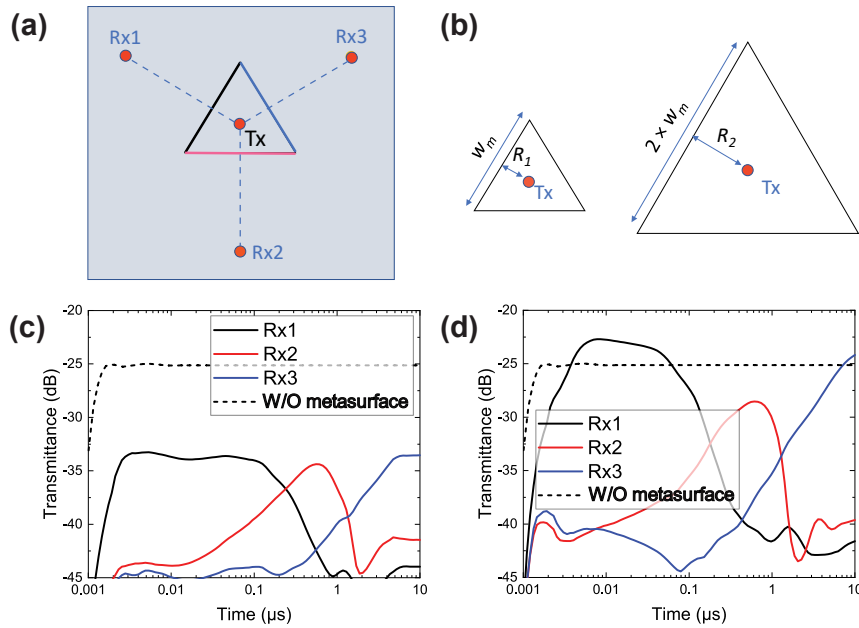 (a)
Rx1
Rx3
Tx
Rx2
(b)
w_m
R_1
Tx
2 × w_m
R_2
Tx
(c)
-20
-25
-30
-35
-40
-45
Transmittance (dB)
Rx1
Rx2
Rx3
W/O metasurface
0.001
0.01
0.1
1
10
Time (µs)
(d)
-20
-25
-30
-35
-40
-45
Transmittance (dB)
Rx1
Rx2
Rx3
W/O metasurface
0.001
0.01
0.1
1
10
Time (µs)